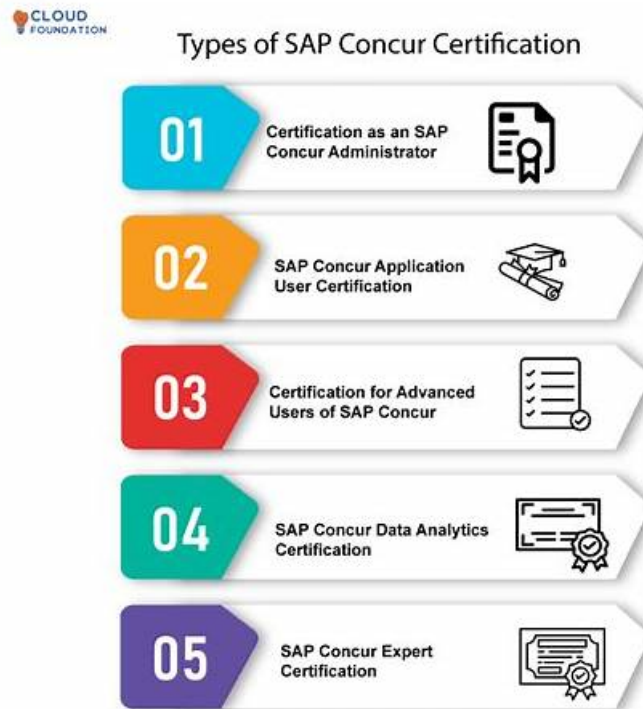 CLOUD
FOUNDATION
Types of SAP Concur Certification
01
Certification as an SAP
Concur Administrator
02
SAP Concur Application
User Certification
03
Certification for Advanced
Users of SAP Concur
04
SAP Concur Data Analytics
Certification
05
SAP Concur Expert
Certification